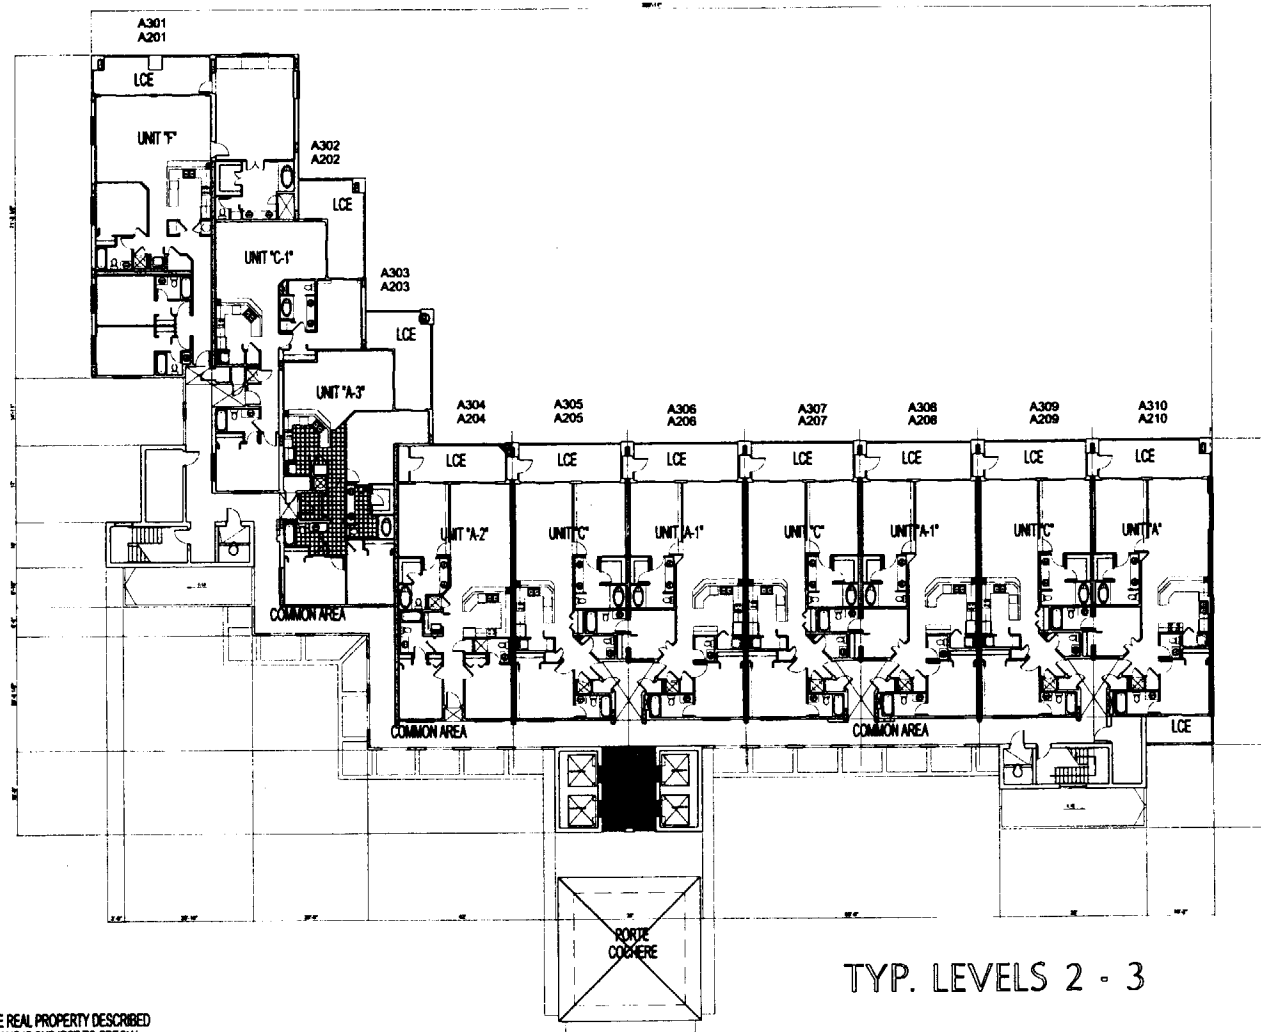 A301
A201
LCE
UNIT "F"
A302
A202
LCE
UNIT "C-1"
A303
A203
LCE
UNIT "A-3"
A304
A204
A305
A205
A306
A206
A307
A207
A308
A208
A309
A209
A310
A210
LCE
LCE
LCE
LCE
LCE
LCE
LCE
UNIT "A-2"
UNIT "C"
UNIT "A-1"
UNIT "C"
UNIT "A-1"
UNIT "C"
UNIT "A"
COMMON AREA
COMMON AREA
COMMON AREA
LCE
PORTE
COCHERE
TYP. LEVELS 2 - 3
REAL PROPERTY DESCRIBED